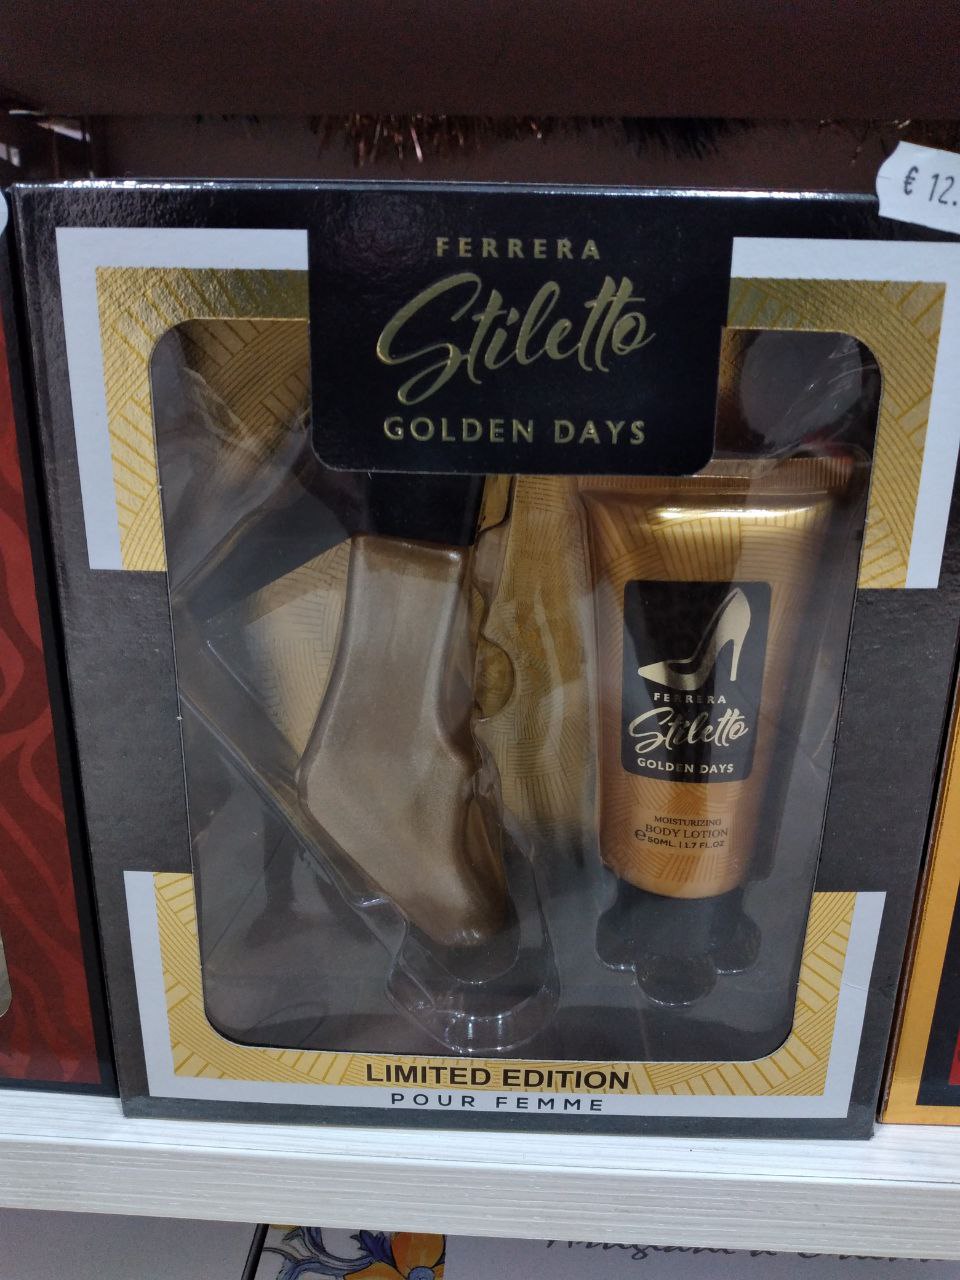 € 12.
FERRERA
Stiletto
GOLDEN DAYS
FERRERA
Stiletto
GOLDEN DAYS
MOISTURIZING
BODY LOTION
℮ 50ML. | 1.7 FL.OZ
LIMITED EDITION
POUR FEMME